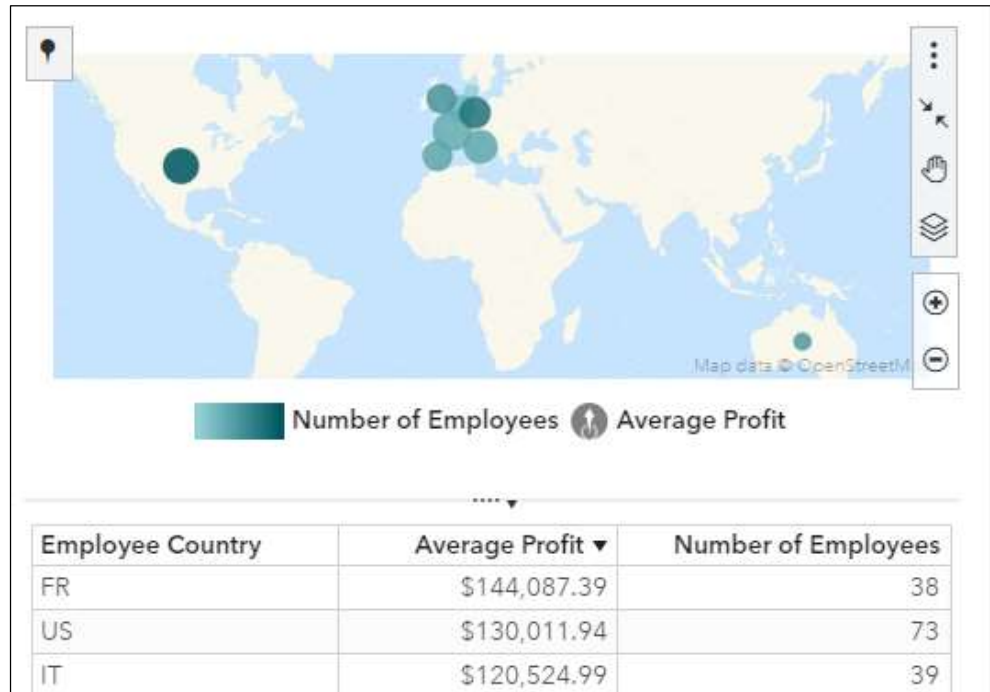 Map data © OpenStreetM
Number of Employees Average Profit
Employee Country Average Profit ▼ Number of Employees
FR $144,087.39 38
US $130,011.94 73
IT $120,524.99 39